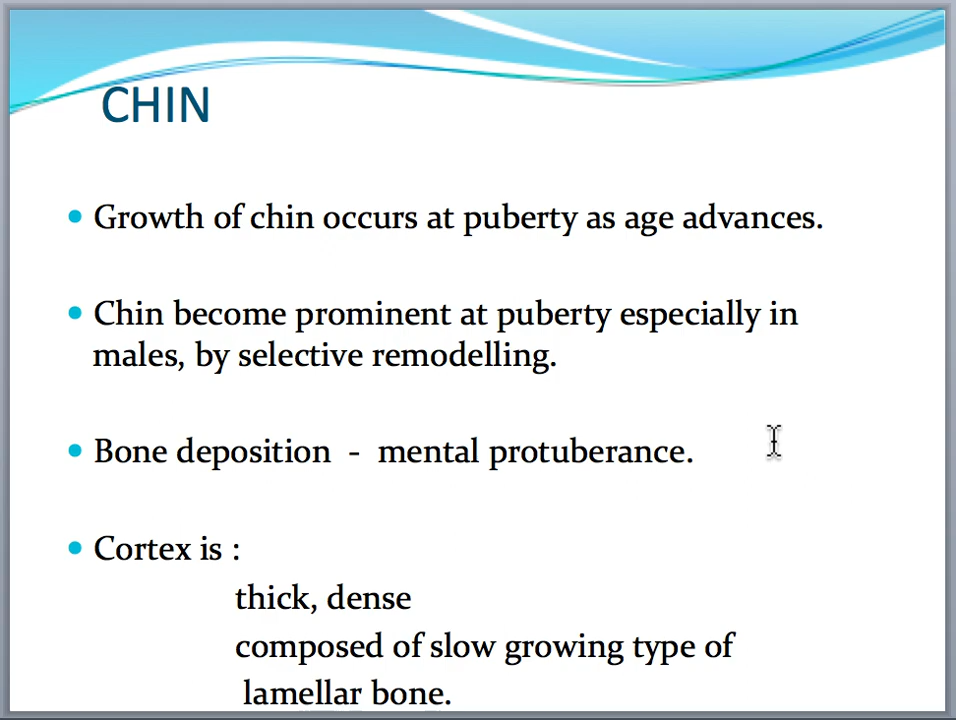 CHIN
• Growth of chin occurs at puberty as age advances.
• Chin become prominent at puberty especially in
males, by selective remodelling.
• Bone deposition - mental protuberance.
• Cortex is :
thick, dense
composed of slow growing type of
lamellar bone.